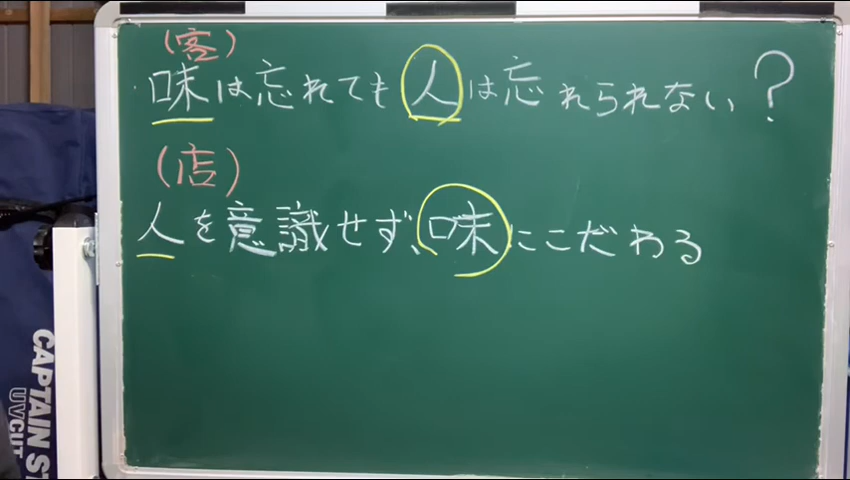 (客)
味は忘れても人は忘れられない?
(店)
人を意識せず、味にこだわる
CAPTAIN ST
UVCUT